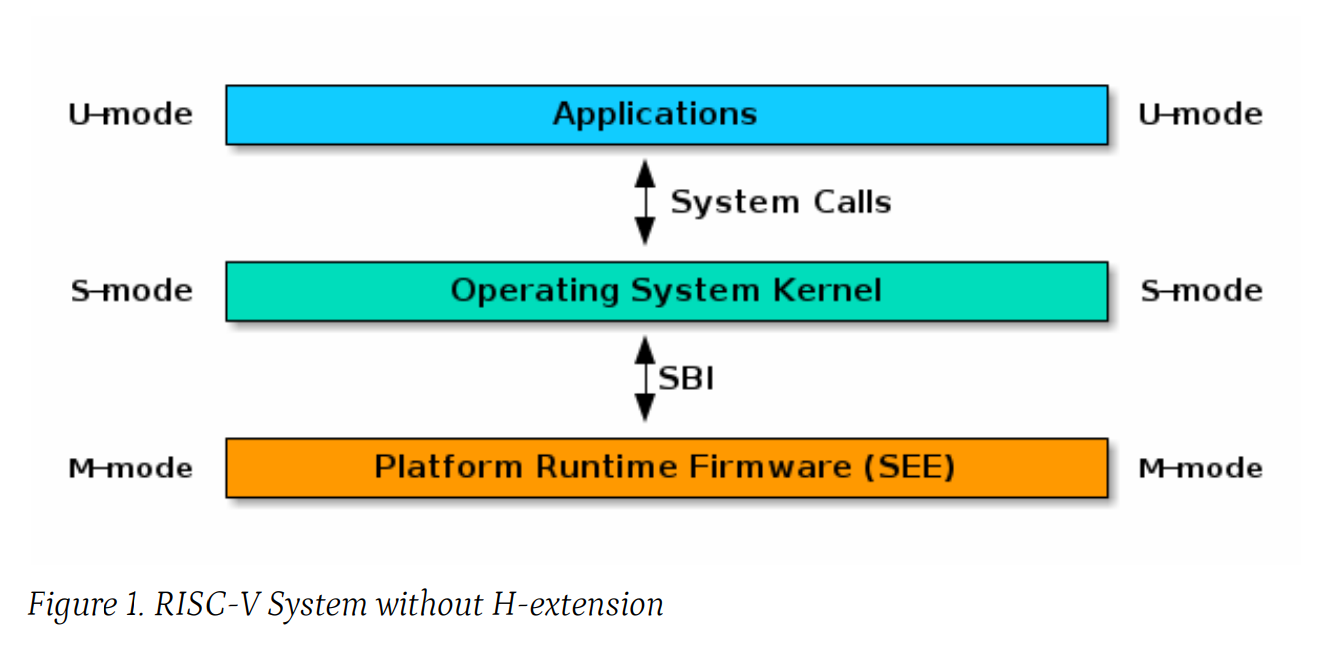 U-mode Applications U-mode
System Calls
S-mode Operating System Kernel S-mode
SBI
M-mode Platform Runtime Firmware (SEE) M-mode
Figure 1. RISC-V System without H-extension